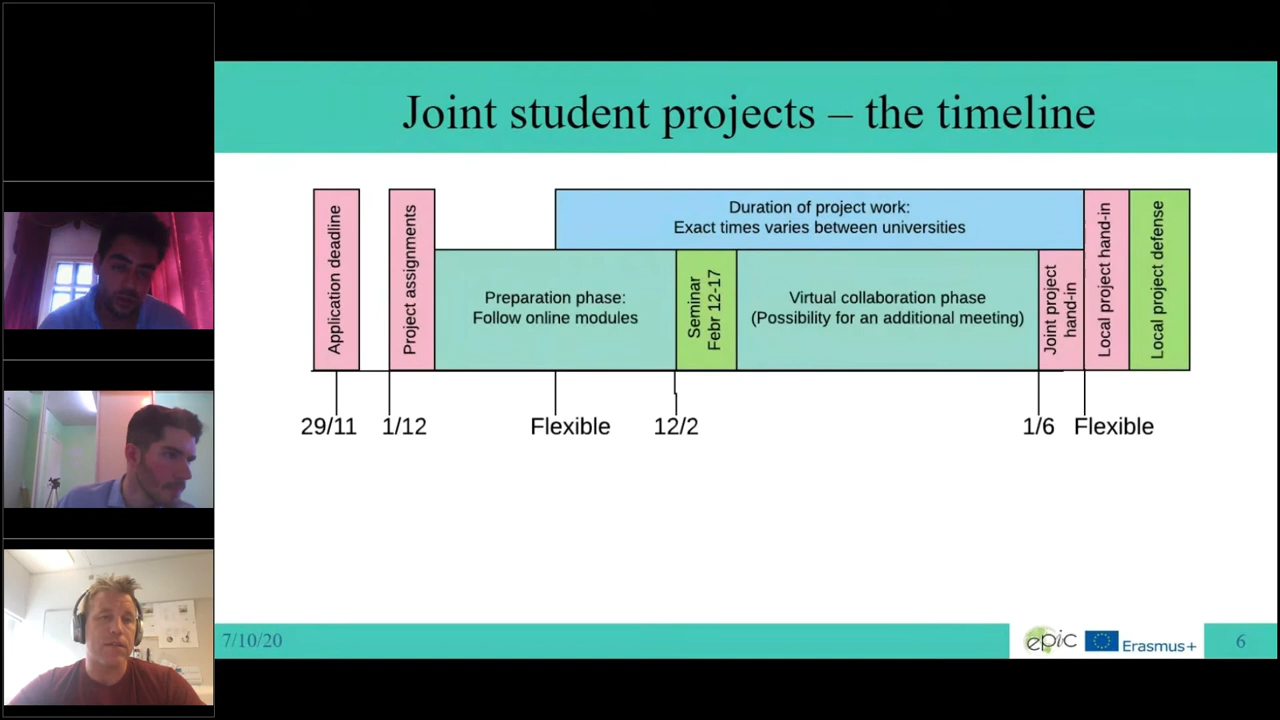 Joint student projects – the timeline
Application deadline
Project assignments
Duration of project work:
Exact times varies between universities
Preparation phase:
Follow online modules
Seminar
Febr 12-17
Virtual collaboration phase
(Possibility for an additional meeting)
Joint project
hand-in
Local project hand-in
Local project defense
29/11
1/12
Flexible
12/2
1/6
Flexible
7/10/20
epic
Erasmus+
6